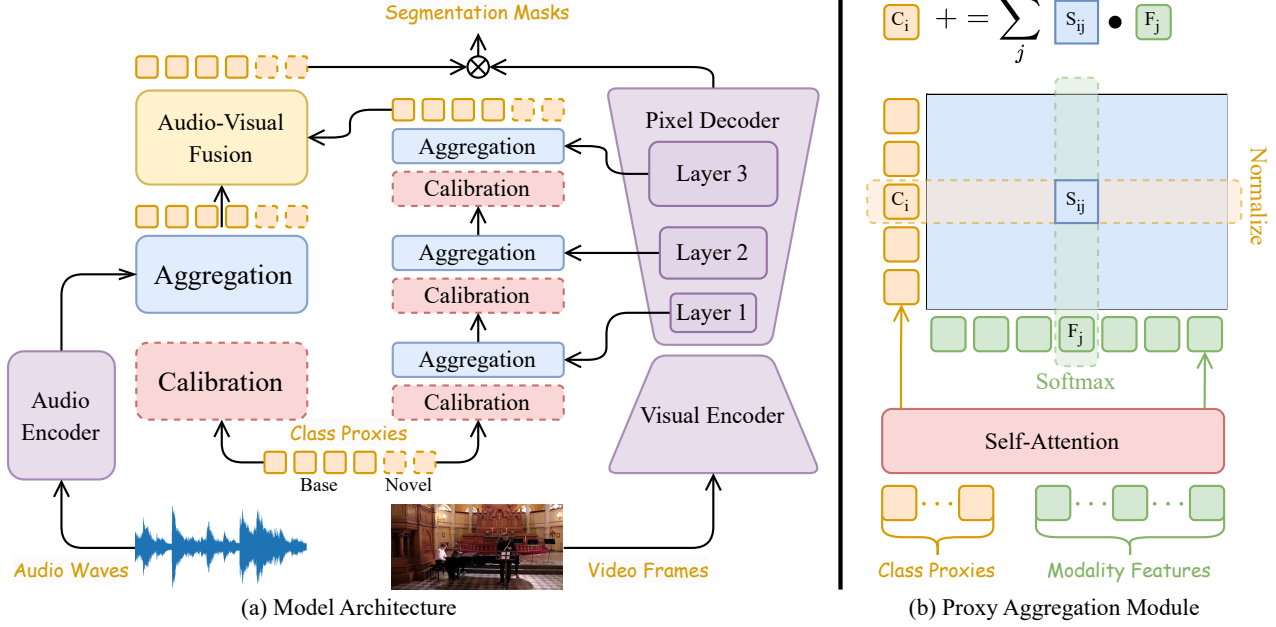 Segmentation Masks
Audio-Visual
Fusion
Pixel Decoder
Aggregation
Layer 3
Calibration
Aggregation
Aggregation
Layer 2
Calibration
Layer 1
Aggregation
Calibration
Calibration
Audio
Encoder
Visual Encoder
Class Proxies
Base
Novel
Audio Waves
Video Frames
(a) Model Architecture
C_i += ∑_j S_ij • F_j
C_i
S_ij
Normalize
F_j
Softmax
Self-Attention
···
··· ···
Class Proxies
Modality Features
(b) Proxy Aggregation Module